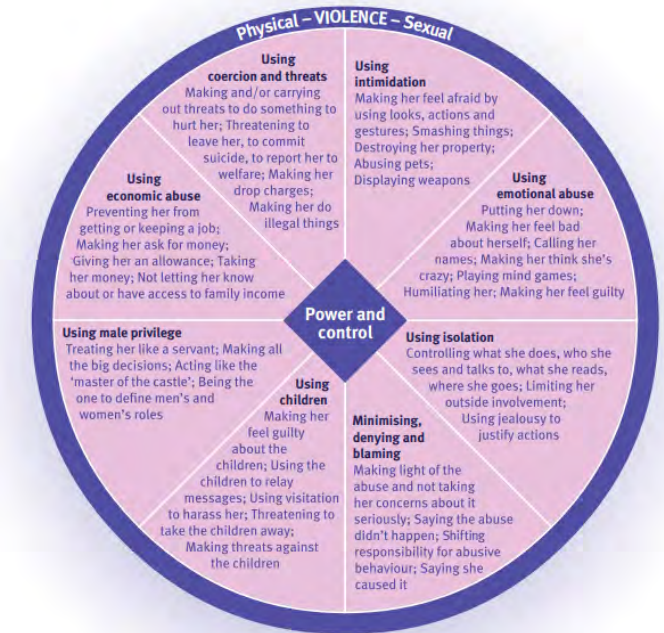 Physical – VIOLENCE – Sexual
Using
coercion and threats
Making and/or carrying
out threats to do something to
hurt her; Threatening to
leave her, to commit
suicide, to report her to
welfare; Making her
drop charges;
Making her do
illegal things
Using
intimidation
Making her feel afraid by
using looks, actions and
gestures; Smashing things;
Destroying her property;
Abusing pets;
Displaying weapons
Using
emotional abuse
Putting her down;
Making her feel bad
about herself; Calling her
names; Making her think she's
crazy; Playing mind games;
Humiliating her; Making her feel guilty
Using isolation
Controlling what she does, who she
sees and talks to, what she reads,
where she goes; Limiting her
outside involvement;
Using jealousy to
justify actions
Minimising,
denying and
blaming
Making light of the
abuse and not taking
her concerns about it
seriously; Saying the abuse
didn't happen; Shifting
responsibility for abusive
behaviour; Saying she
caused it
Using
children
Making her
feel guilty
about the
children; Using the
children to relay
messages; Using visitation
to harass her; Threatening to
take the children away;
Making threats against
the children
Using male privilege
Treating her like a servant; Making all
the big decisions; Acting like the
'master of the castle'; Being the
one to define men's and
women's roles
Using
economic abuse
Preventing her from
getting or keeping a job;
Making her ask for money;
Giving her an allowance; Taking
her money; Not letting her know
about or have access to family income
Power and
control